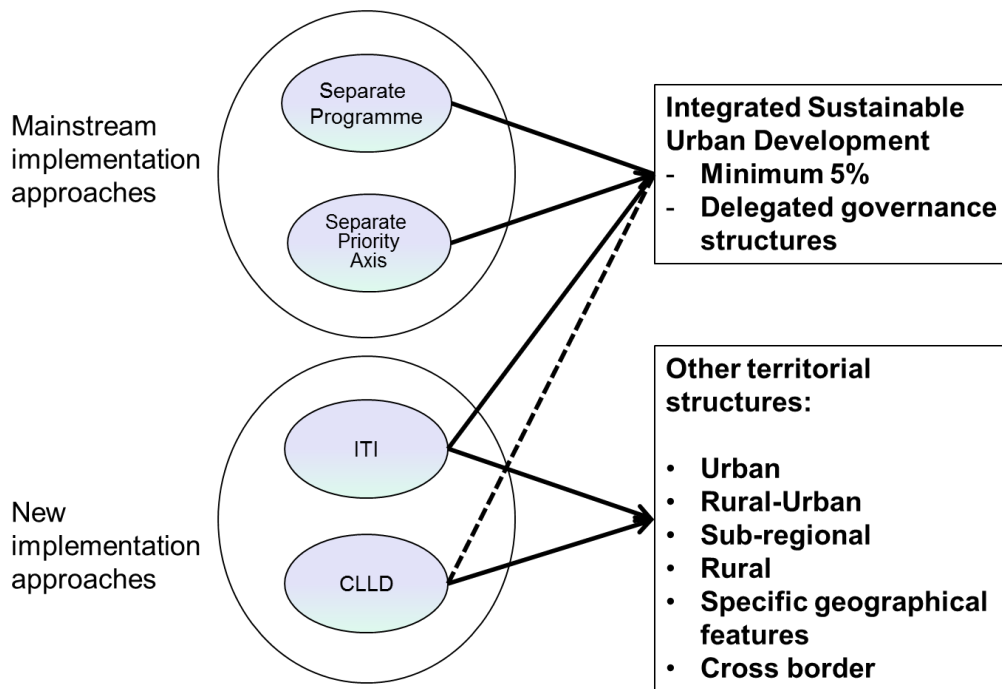 Mainstream
implementation
approaches
Separate
Programme
Separate
Priority
Axis
Integrated Sustainable
Urban Development
- Minimum 5%
- Delegated governance
structures
New
implementation
approaches
ITI
CLLD
Other territorial
structures:
• Urban
• Rural-Urban
• Sub-regional
• Rural
• Specific geographical
features
• Cross border